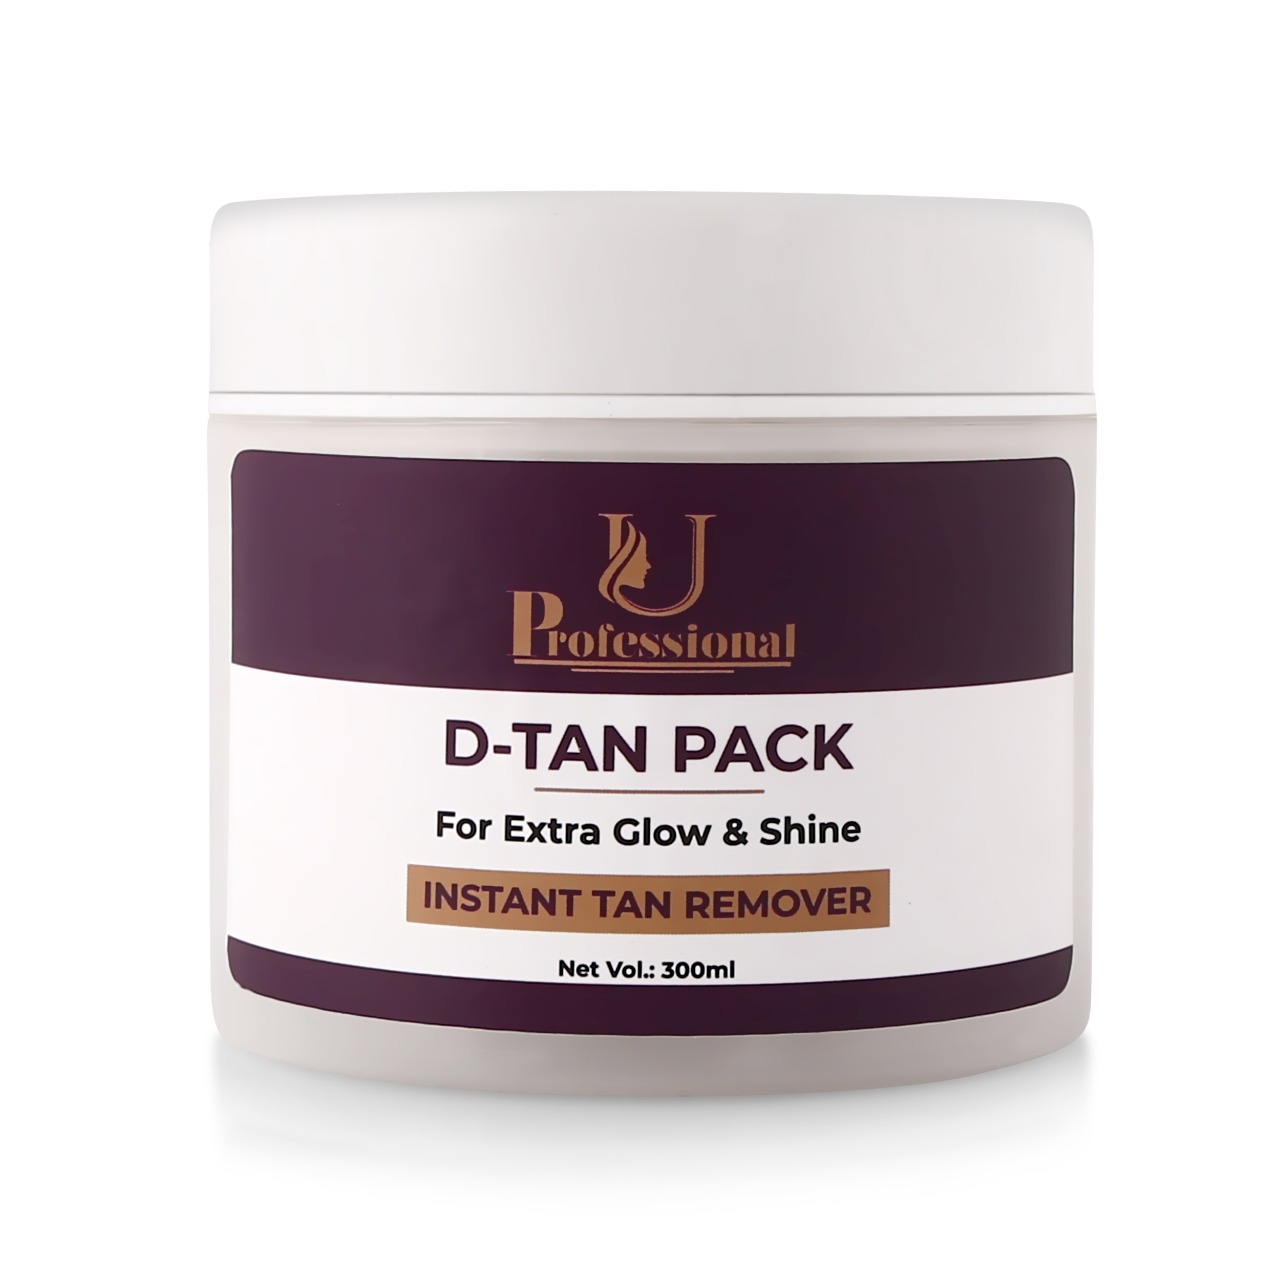 U
Professional
D-TAN PACK
For Extra Glow & Shine
INSTANT TAN REMOVER
Net Vol.: 300ml